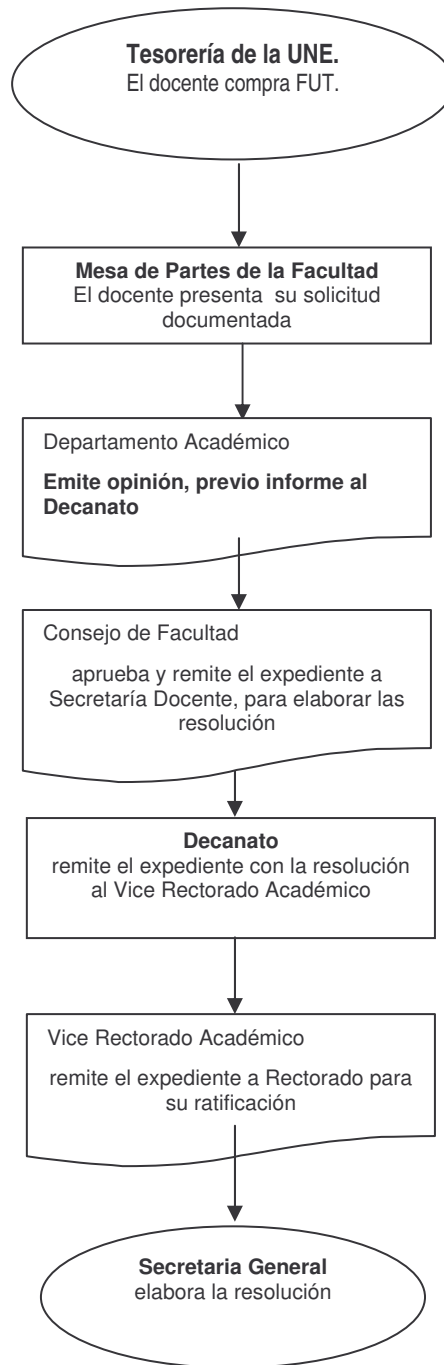 Tesorería de la UNE.
El docente compra FUT.
Mesa de Partes de la Facultad
El docente presenta su solicitud
documentada
Departamento Académico
Emite opinión, previo informe al
Decanato
Consejo de Facultad
aprueba y remite el expediente a
Secretaría Docente, para elaborar las
resolución
Decanato
remite el expediente con la resolución
al Vice Rectorado Académico
Vice Rectorado Académico
remite el expediente a Rectorado para
su ratificación
Secretaria General
elabora la resolución